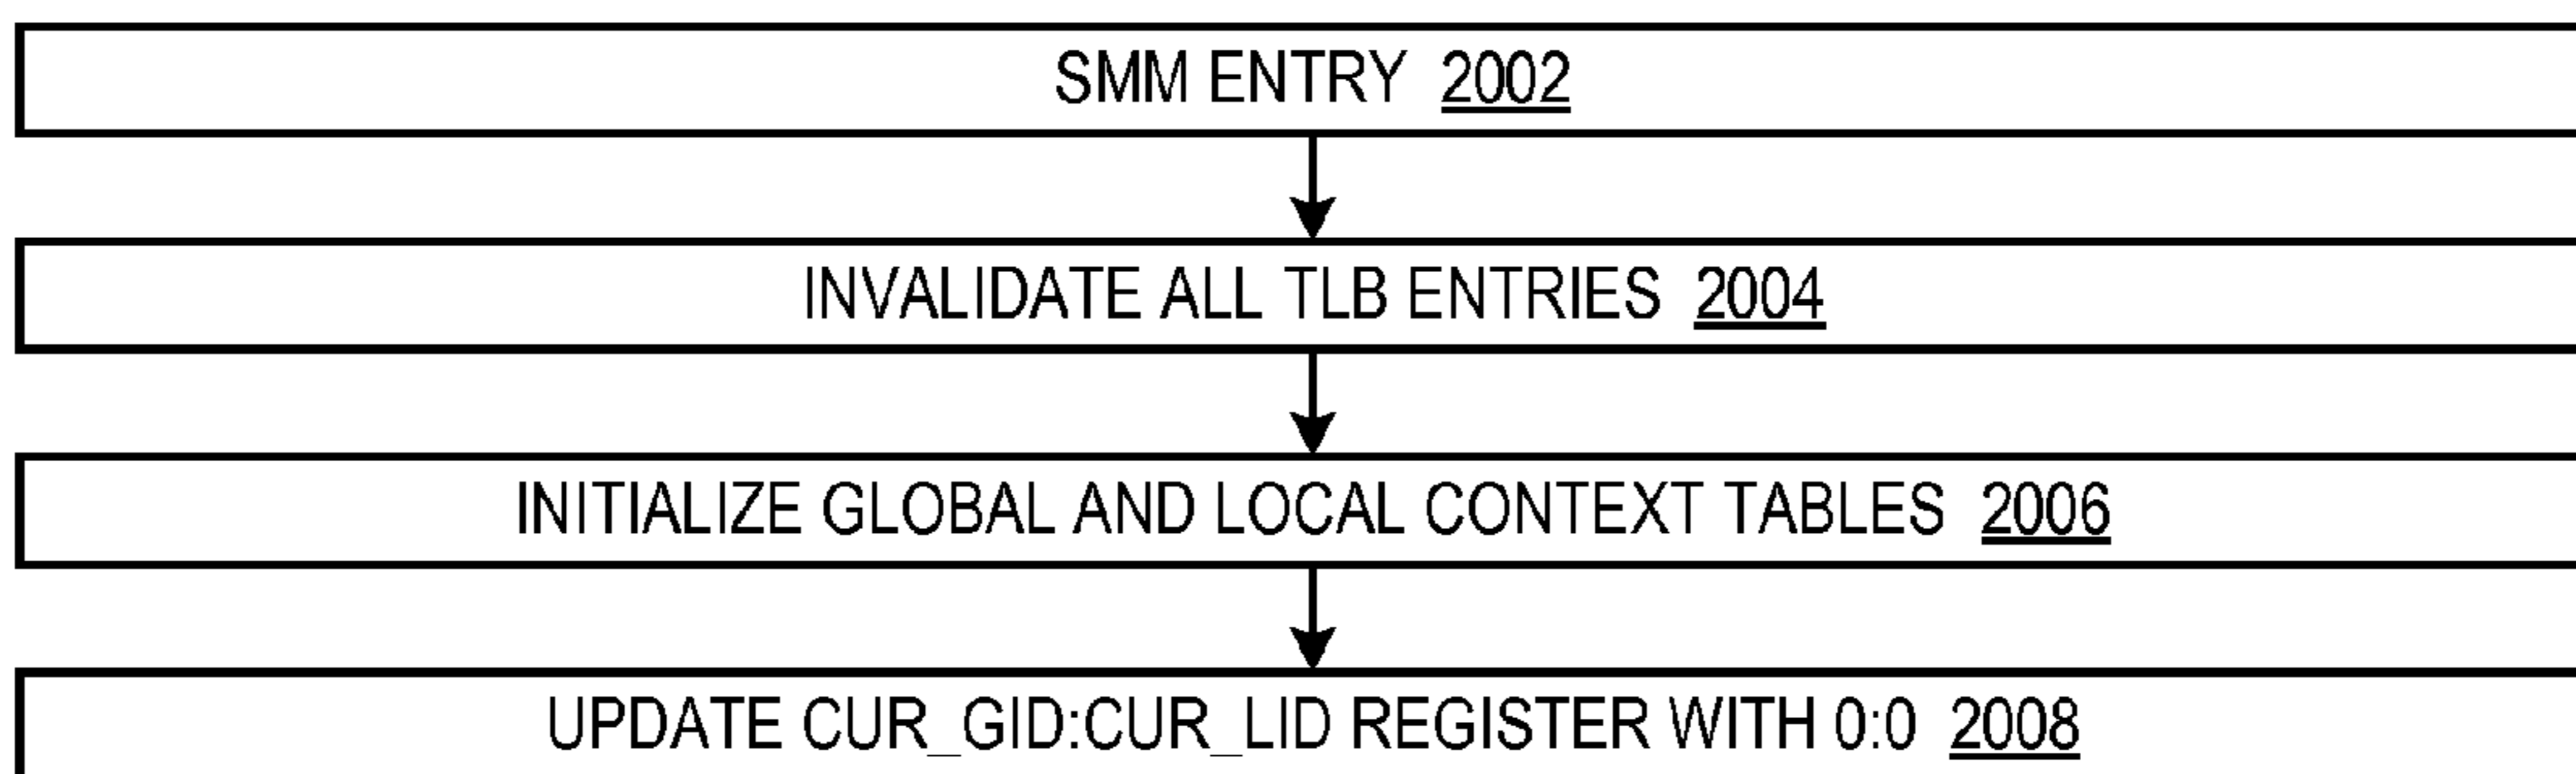 SMM ENTRY 2002
INVALIDATE ALL TLB ENTRIES 2004
INITIALIZE GLOBAL AND LOCAL CONTEXT TABLES 2006
UPDATE CUR_GID:CUR_LID REGISTER WITH 0:0 2008